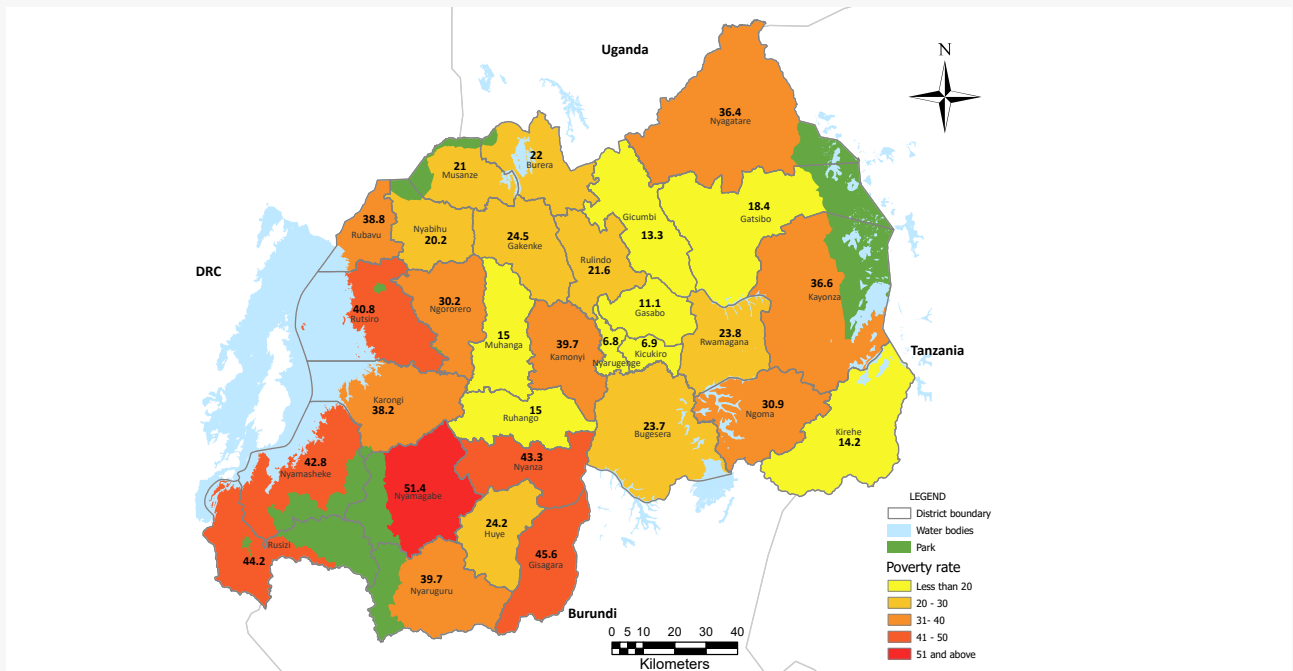 Uganda
N
36.4
Nyagatare
22
Burera
21
Musanze
18.4
Gatsibo
38.8
Rubavu
Nyabihu
20.2
24.5
Gakenke
Gicumbi
13.3
Rulindo
21.6
DRC
36.6
Kayonza
30.2
Ngororero
40.8
Rutsiro
11.1
Gasabo
15
Muhanga
39.7
Kamonyi
6.8
Nyarugenge
6.9
Kicukiro
23.8
Rwamagana
Tanzania
Karongi
38.2
15
Ruhango
30.9
Ngoma
23.7
Bugesera
Kirehe
14.2
42.8
Nyamasheke
43.3
Nyanza
51.4
Nyamagabe
24.2
Huye
Rusizi
44.2
45.6
Gisagara
39.7
Nyaruguru
Burundi
0 5 10 20 30 40
Kilometers
LEGEND
District boundary
Water bodies
Park
Poverty rate
Less than 20
20 - 30
31- 40
41 - 50
51 and above